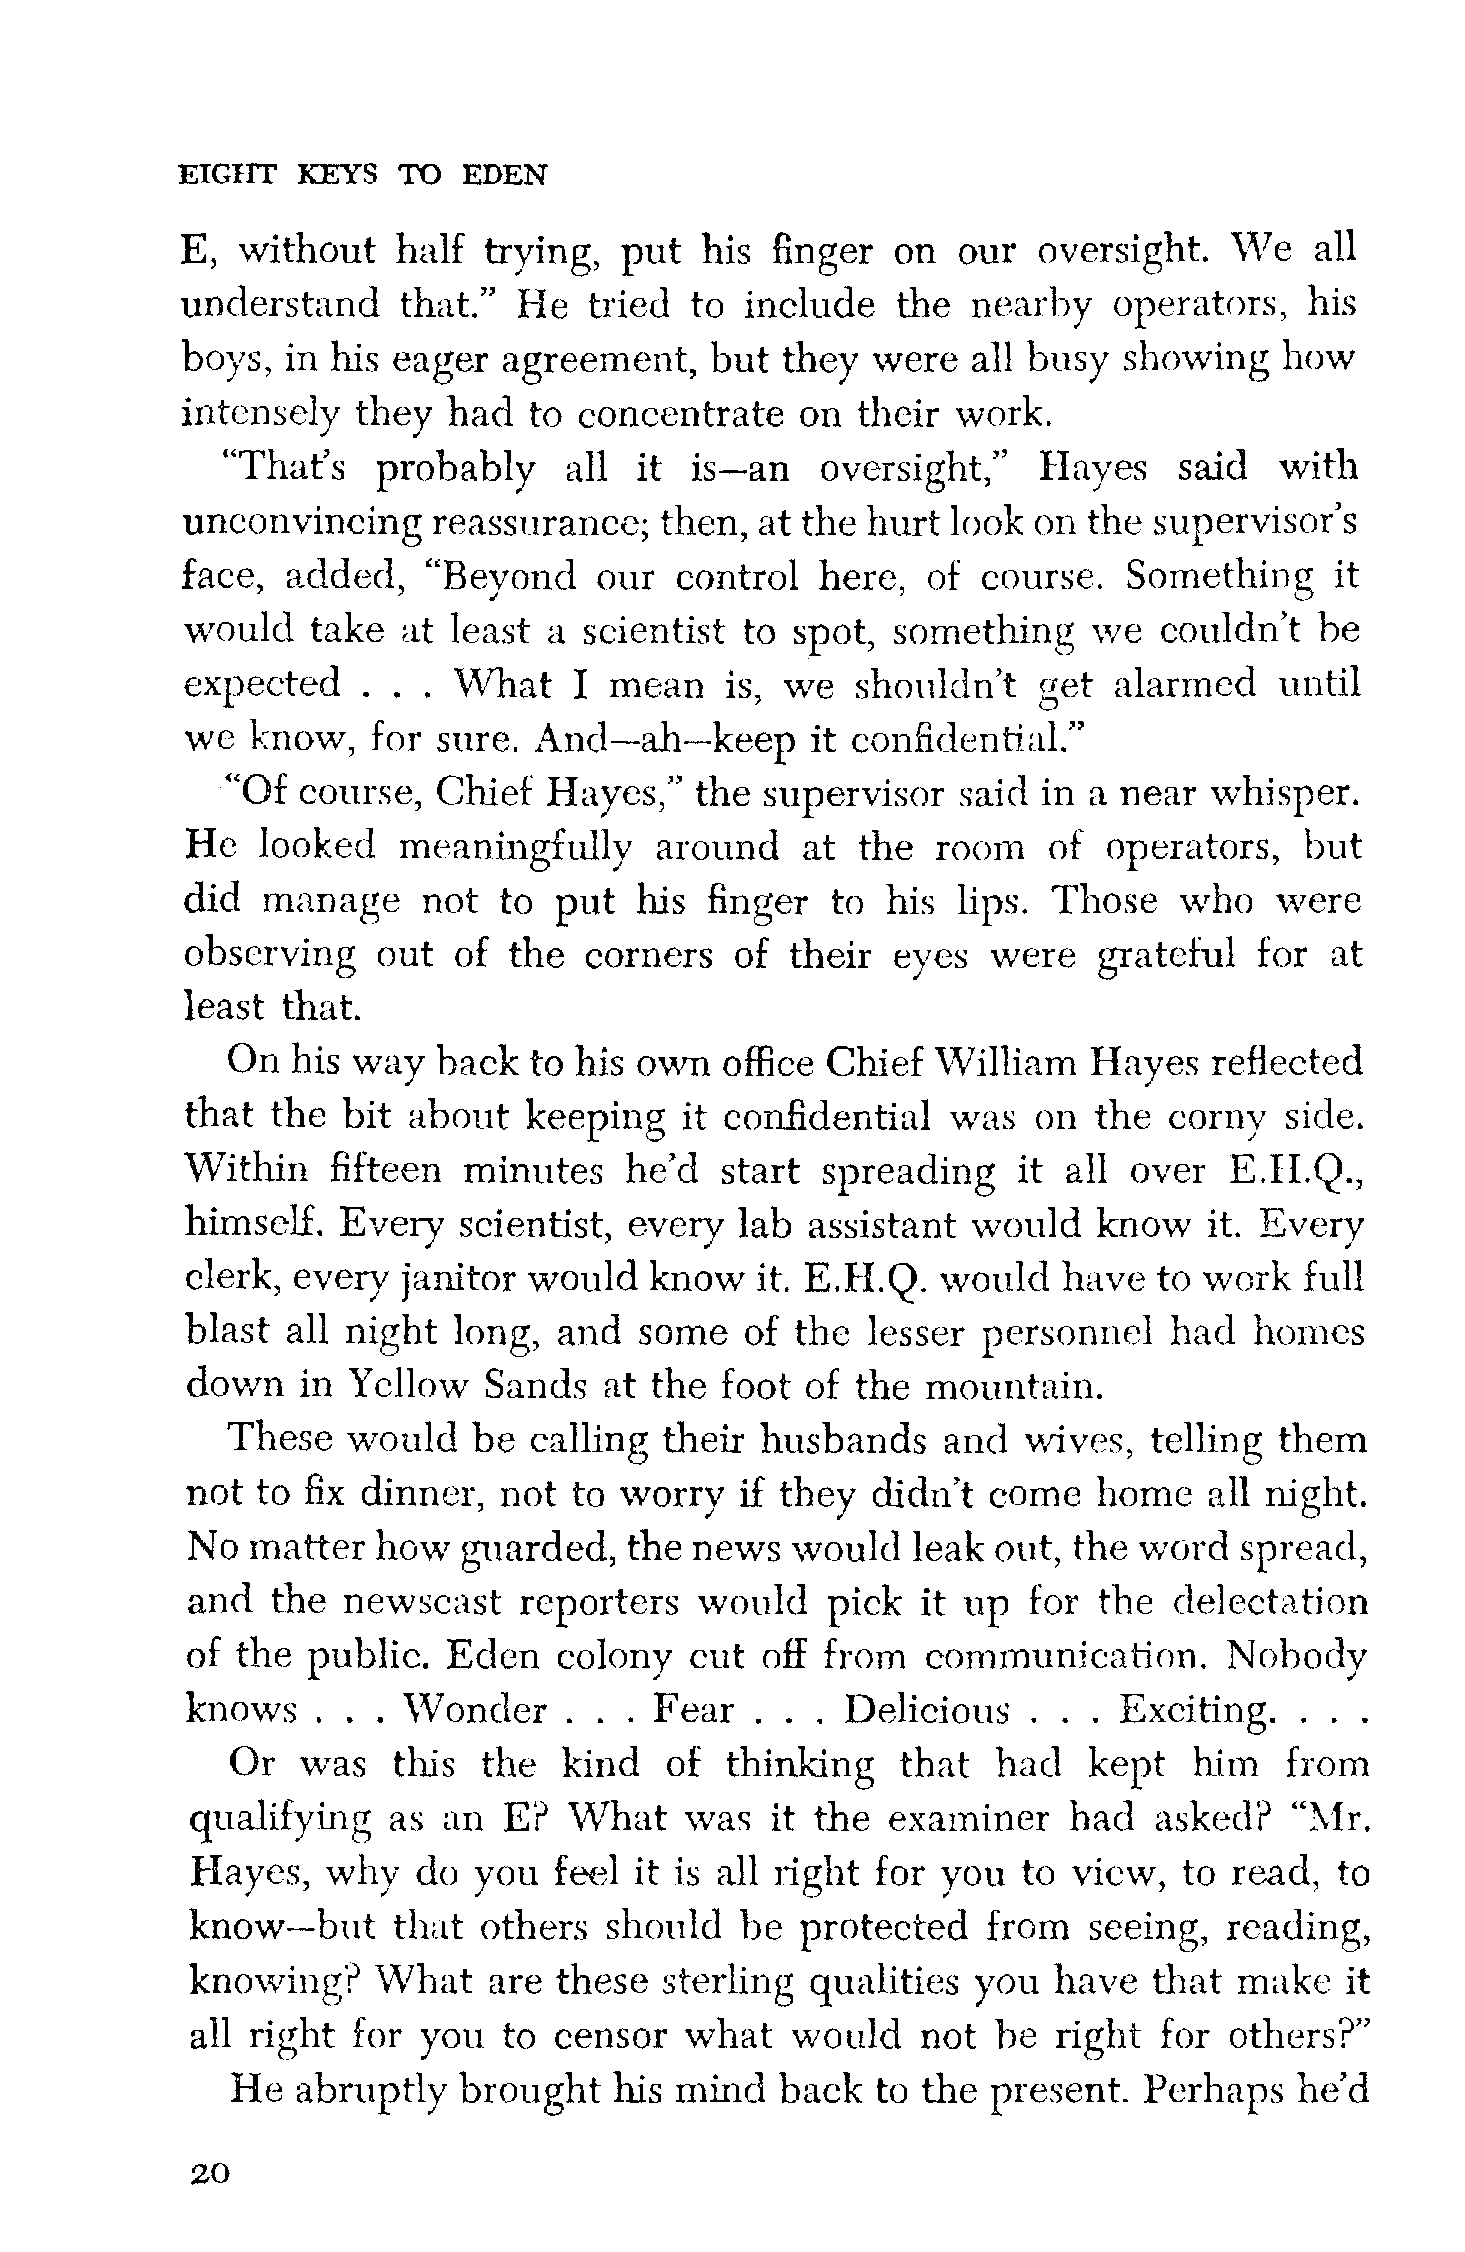 EIGHT KEYS TO EDEN
E, without half trying, put his finger on our oversight. We all
understand that.” He tried to include the nearby operators, his
boys, in his eager agreement, but they were all busy showing how
intensely they had to concentrate on their work.
“That’s probably all it is—an oversight,” Hayes said with
unconvincing reassurance; then, at the hurt look on the supervisor’s
face, added, “Beyond our control here, of course. Something it
would take at least a scientist to spot, something we couldn’t be
expected . . . What I mean is, we shouldn’t get alarmed until
we know, for sure. And—ah—keep it confidential.”
“Of course, Chief Hayes,” the supervisor said in a near whisper.
He looked meaningfully around at the room of operators, but
did manage not to put his finger to his lips. Those who were
observing out of the corners of their eyes were grateful for at
least that.
On his way back to his own office Chief William Hayes reflected
that the bit about keeping it confidential was on the corny side.
Within fifteen minutes he’d start spreading it all over E.H.Q.,
himself. Every scientist, every lab assistant would know it. Every
clerk, every janitor would know it. E.H.Q. would have to work full
blast all night long, and some of the lesser personnel had homes
down in Yellow Sands at the foot of the mountain.
These would be calling their husbands and wives, telling them
not to fix dinner, not to worry if they didn’t come home all night.
No matter how guarded, the news would leak out, the word spread,
and the newscast reporters would pick it up for the delectation
of the public. Eden colony cut off from communication. Nobody
knows . . . Wonder . . . Fear . . . Delicious . . . Exciting. . . .
Or was this the kind of thinking that had kept him from
qualifying as an E? What was it the examiner had asked? “Mr.
Hayes, why do you feel it is all right for you to view, to read, to
know—but that others should be protected from seeing, reading,
knowing? What are these sterling qualities you have that make it
all right for you to censor what would not be right for others?”
He abruptly brought his mind back to the present. Perhaps he’d
20